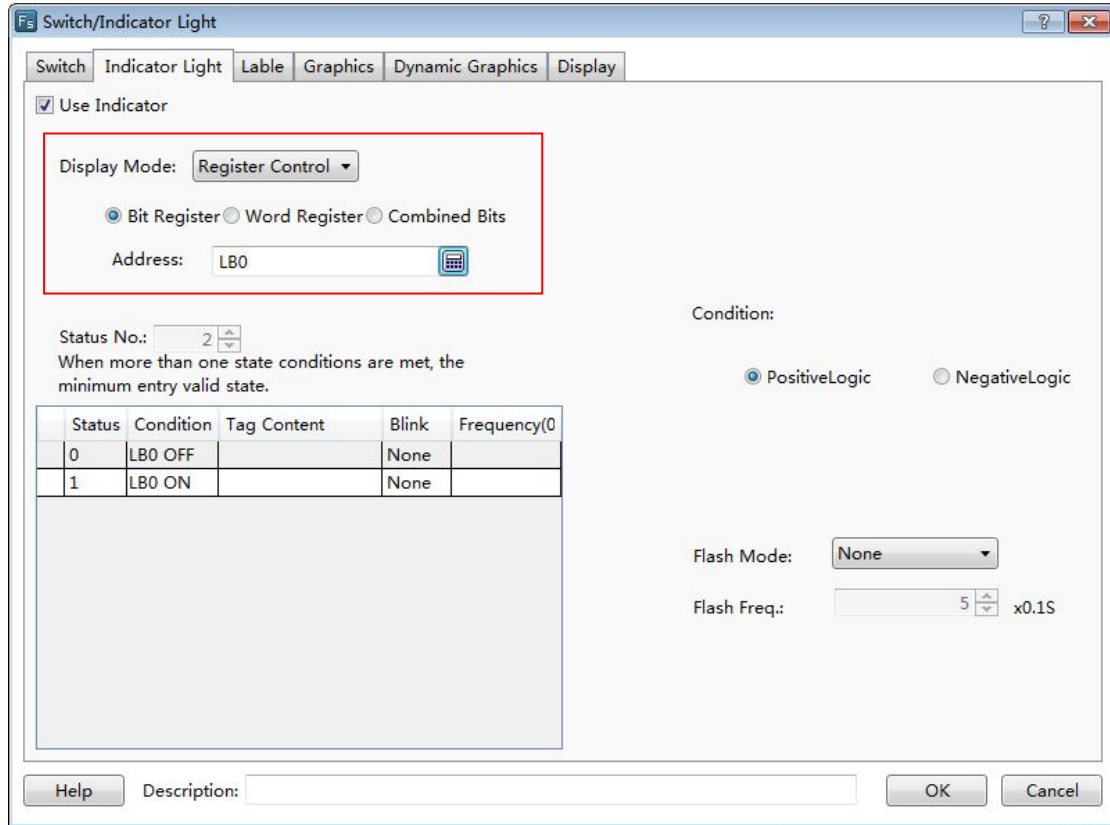 Fs Switch/Indicator Light
Switch Indicator Light Lable Graphics Dynamic Graphics Display
Use Indicator
Display Mode: Register Control
Bit Register Word Register Combined Bits
Address: LB0
Condition:
Status No.: 2
When more than one state conditions are met, the
minimum entry valid state.
PositiveLogic NegativeLogic
Status Condition Tag Content Blink Frequency(0
0 LB0 OFF None
1 LB0 ON None
Flash Mode: None
Flash Freq.: 5 x0.1S
Help Description: OK Cancel